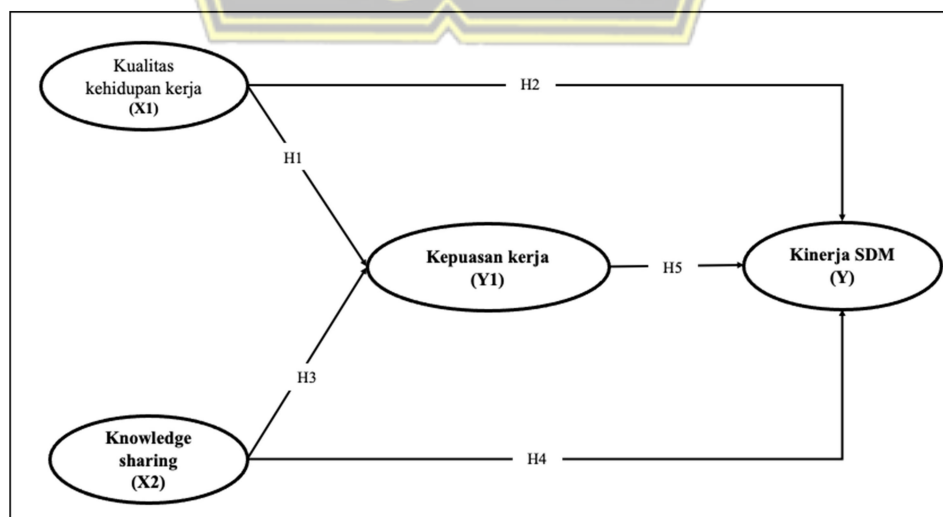 Kualitas
kehidupan kerja
(X1)
H2
H1
Kepuasan kerja
(Y1)
H5
Kinerja SDM
(Y)
H3
Knowledge
sharing
(X2)
H4